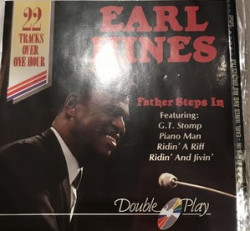 EARL
HINES
22
TRACKS
OVER
ONE HOUR
Father Steps In
Featuring:
G.T. Stomp
Piano Man
Ridin' A Riff
Ridin' And Jivin'
Double Play